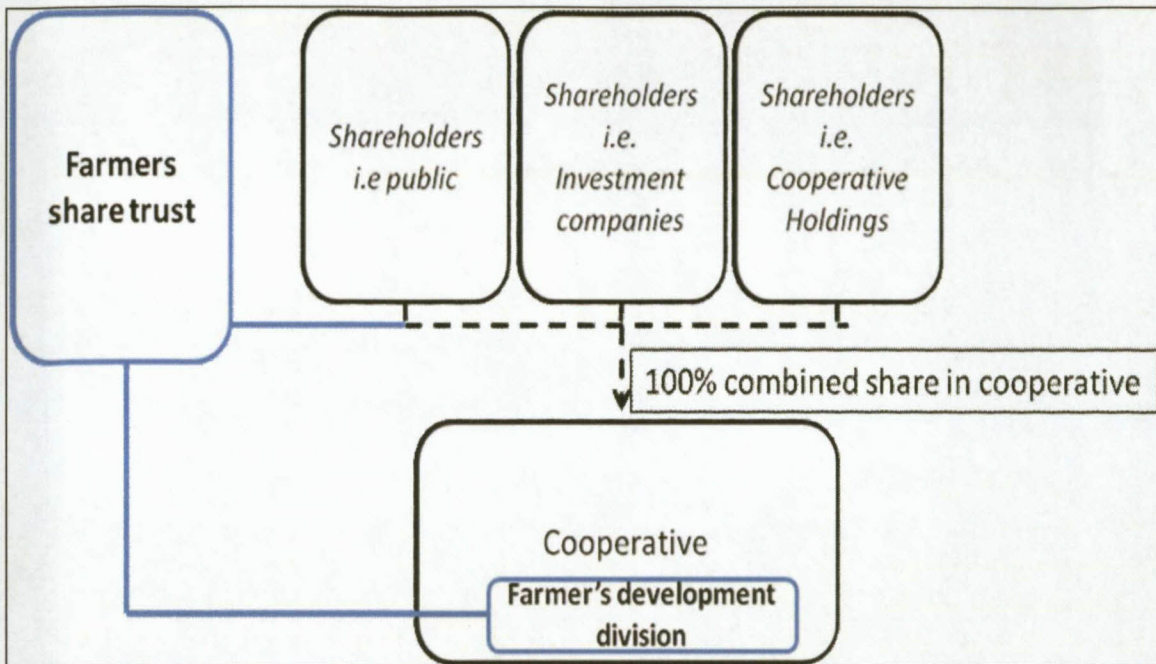 Farmers
share trust
Shareholders
i.e public
Shareholders
i.e.
Investment
companies
Shareholders
i.e.
Cooperative
Holdings
100% combined share in cooperative
Cooperative
Farmer's development
division